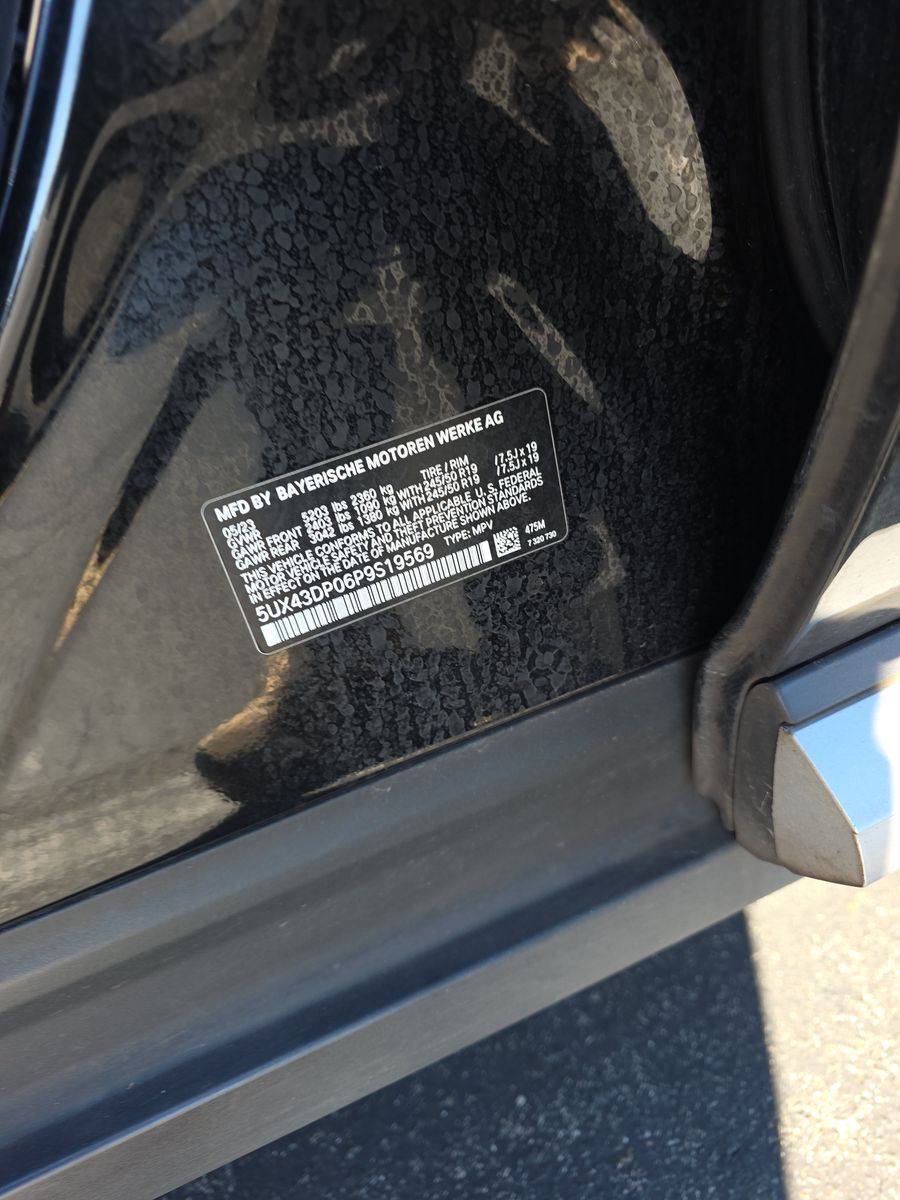 MFD BY BAYERISCHE MOTOREN WERKE AG
05/23
GVWR 5203 lbs 2360 kg TIRE / RIM
GAWR FRONT 2403 lbs 1090 kg WITH 245/50 R19 /7.5J x 19
GAWR REAR 3042 lbs 1380 kg WITH 245/50 R19 /7.5J x 19
THIS VEHICLE CONFORMS TO ALL APPLICABLE U. S. FEDERAL
MOTOR VEHICLE SAFETY AND THEFT PREVENTION STANDARDS
IN EFFECT ON THE DATE OF MANUFACTURE SHOWN ABOVE.
5UX43DP06P9S19569 TYPE: MPV
475M
7 320 730